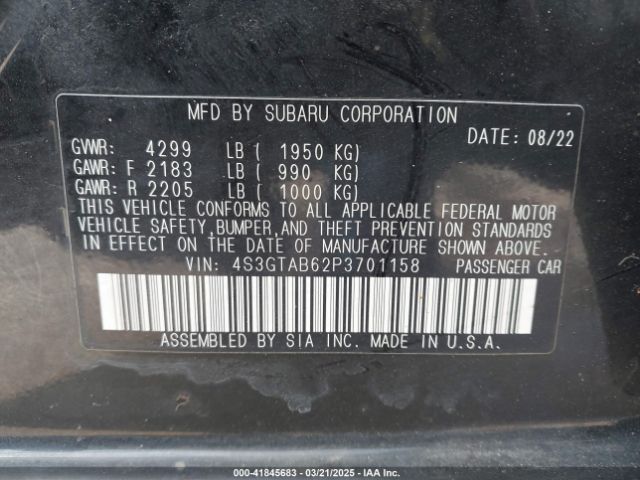 MFD BY SUBARU CORPORATION
DATE: 08/22
GVWR: 4299 LB ( 1950 KG)
GAWR: F 2183 LB ( 990 KG)
GAWR: R 2205 LB ( 1000 KG)
THIS VEHICLE CONFORMS TO ALL APPLICABLE FEDERAL MOTOR
VEHICLE SAFETY, BUMPER, AND THEFT PREVENTION STANDARDS
IN EFFECT ON THE DATE OF MANUFACTURE SHOWN ABOVE.
VIN: 4S3GTAB62P3701158 PASSENGER CAR
ASSEMBLED BY SIA INC. MADE IN U.S.A.
000-41845683 / 03/21/2025 - IAA Inc.